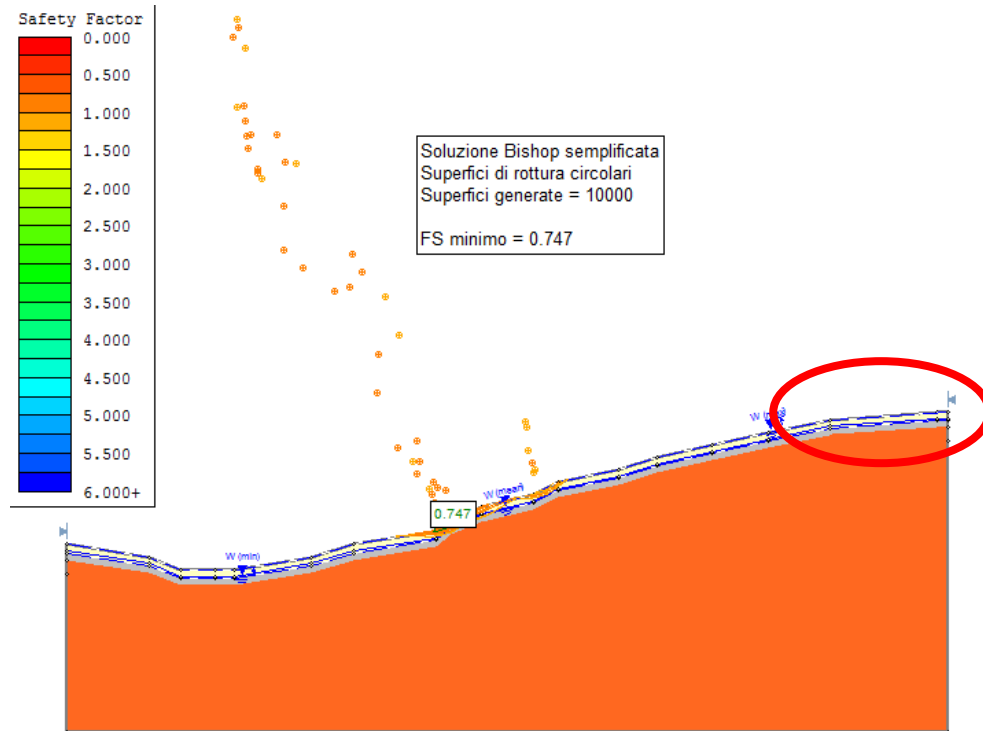 Safety Factor
0.000
0.500
1.000
1.500
2.000
2.500
3.000
3.500
4.000
4.500
5.000
5.500
6.000+
Soluzione Bishop semplificata
Superfici di rottura circolari
Superfici generate = 10000
FS minimo = 0.747
W (mean)
0.747
W (min)